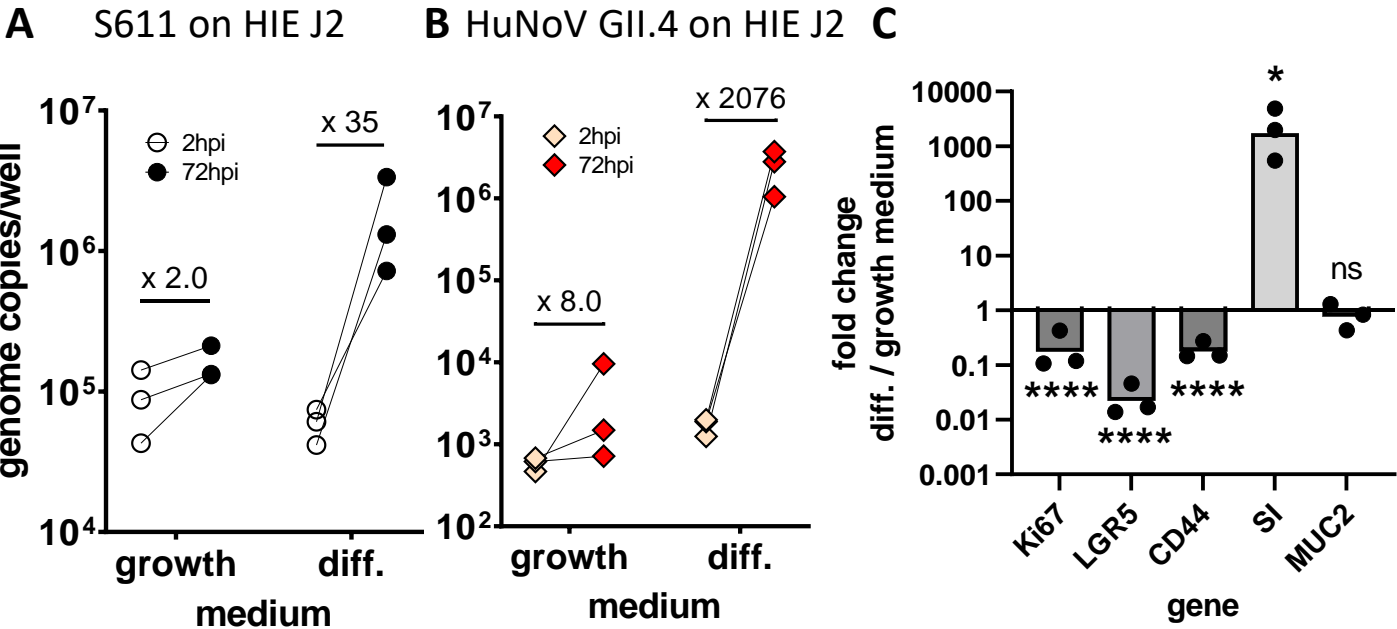 A S611 on HIE J2
genome copies/well
10⁷
10⁶
10⁵
10⁴
2hpi
72hpi
x 2.0
x 35
growth diff.
medium
B HuNoV GII.4 on HIE J2
10⁷
10⁶
10⁵
10⁴
10³
10²
2hpi
72hpi
x 8.0
x 2076
growth diff.
medium
C
fold change
diff. / growth medium
10000
1000
100
10
1
0.1
0.01
0.001
****
****
****
*
ns
Ki67
LGR5
CD44
SI
MUC2
gene